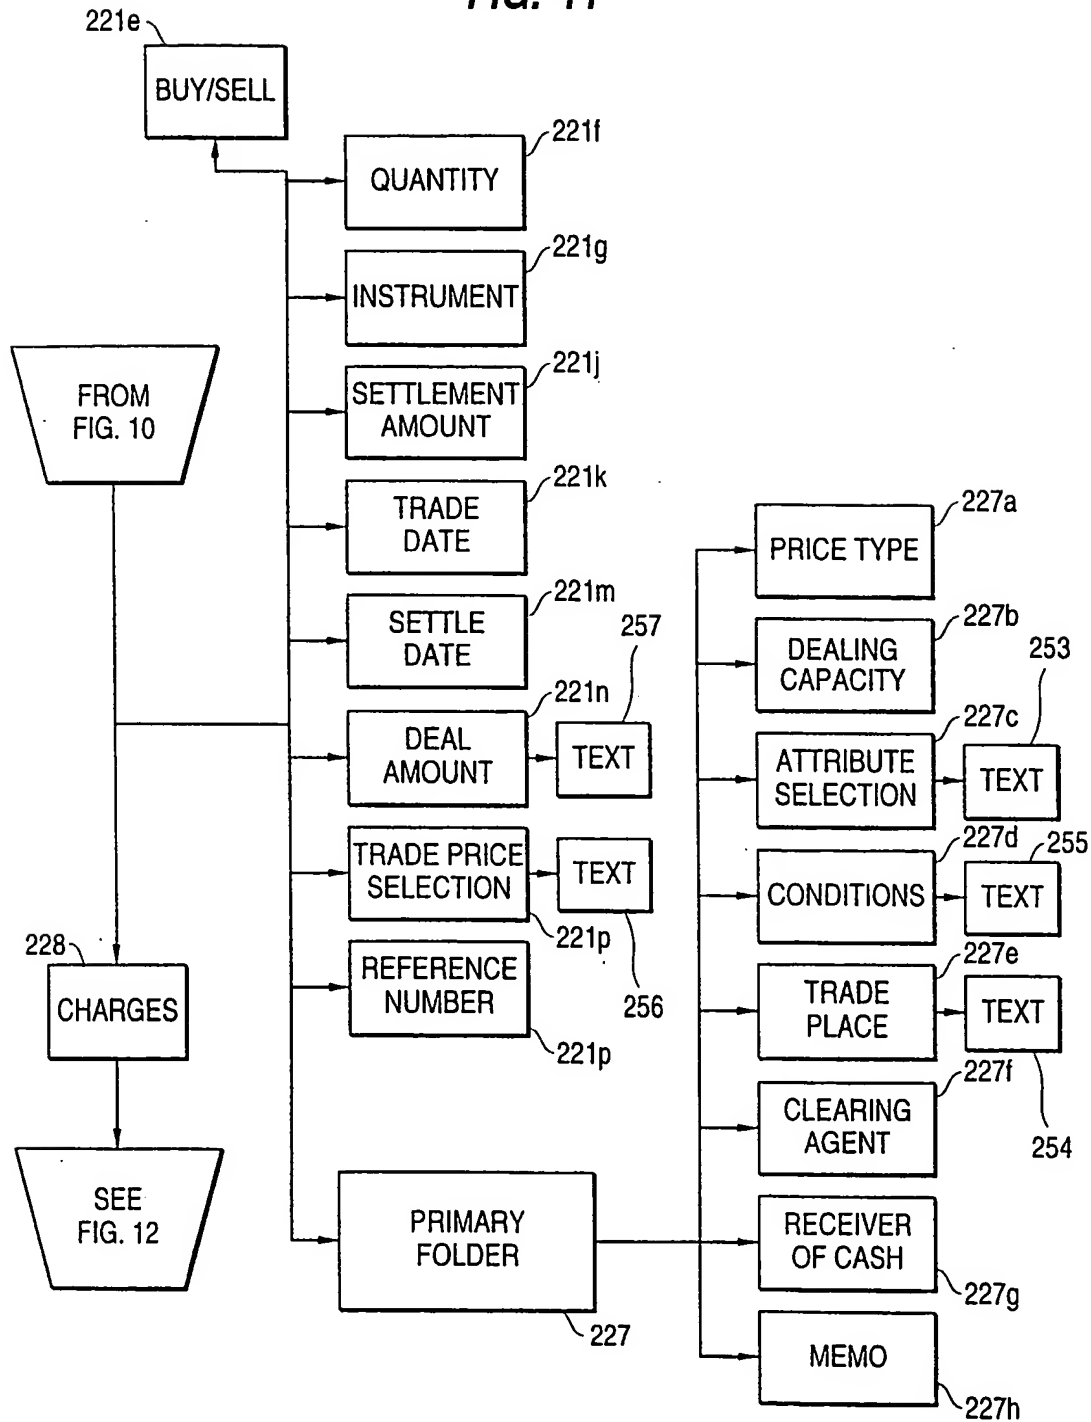 FIG. 11
221e
BUY/SELL
221f
QUANTITY
221g
INSTRUMENT
221j
SETTLEMENT
AMOUNT
FROM
FIG. 10
221k
TRADE
DATE
221m
SETTLE
DATE
257
221n
DEAL
AMOUNT
TEXT
TRADE PRICE
SELECTION
TEXT
221p
256
REFERENCE
NUMBER
221p
228
CHARGES
SEE
FIG. 12
PRIMARY
FOLDER
227
227a
PRICE TYPE
227b
DEALING
CAPACITY
253
227c
ATTRIBUTE
SELECTION
TEXT
227d
255
CONDITIONS
TEXT
227e
TRADE
PLACE
TEXT
254
227f
CLEARING
AGENT
RECEIVER
OF CASH
227g
MEMO
227h